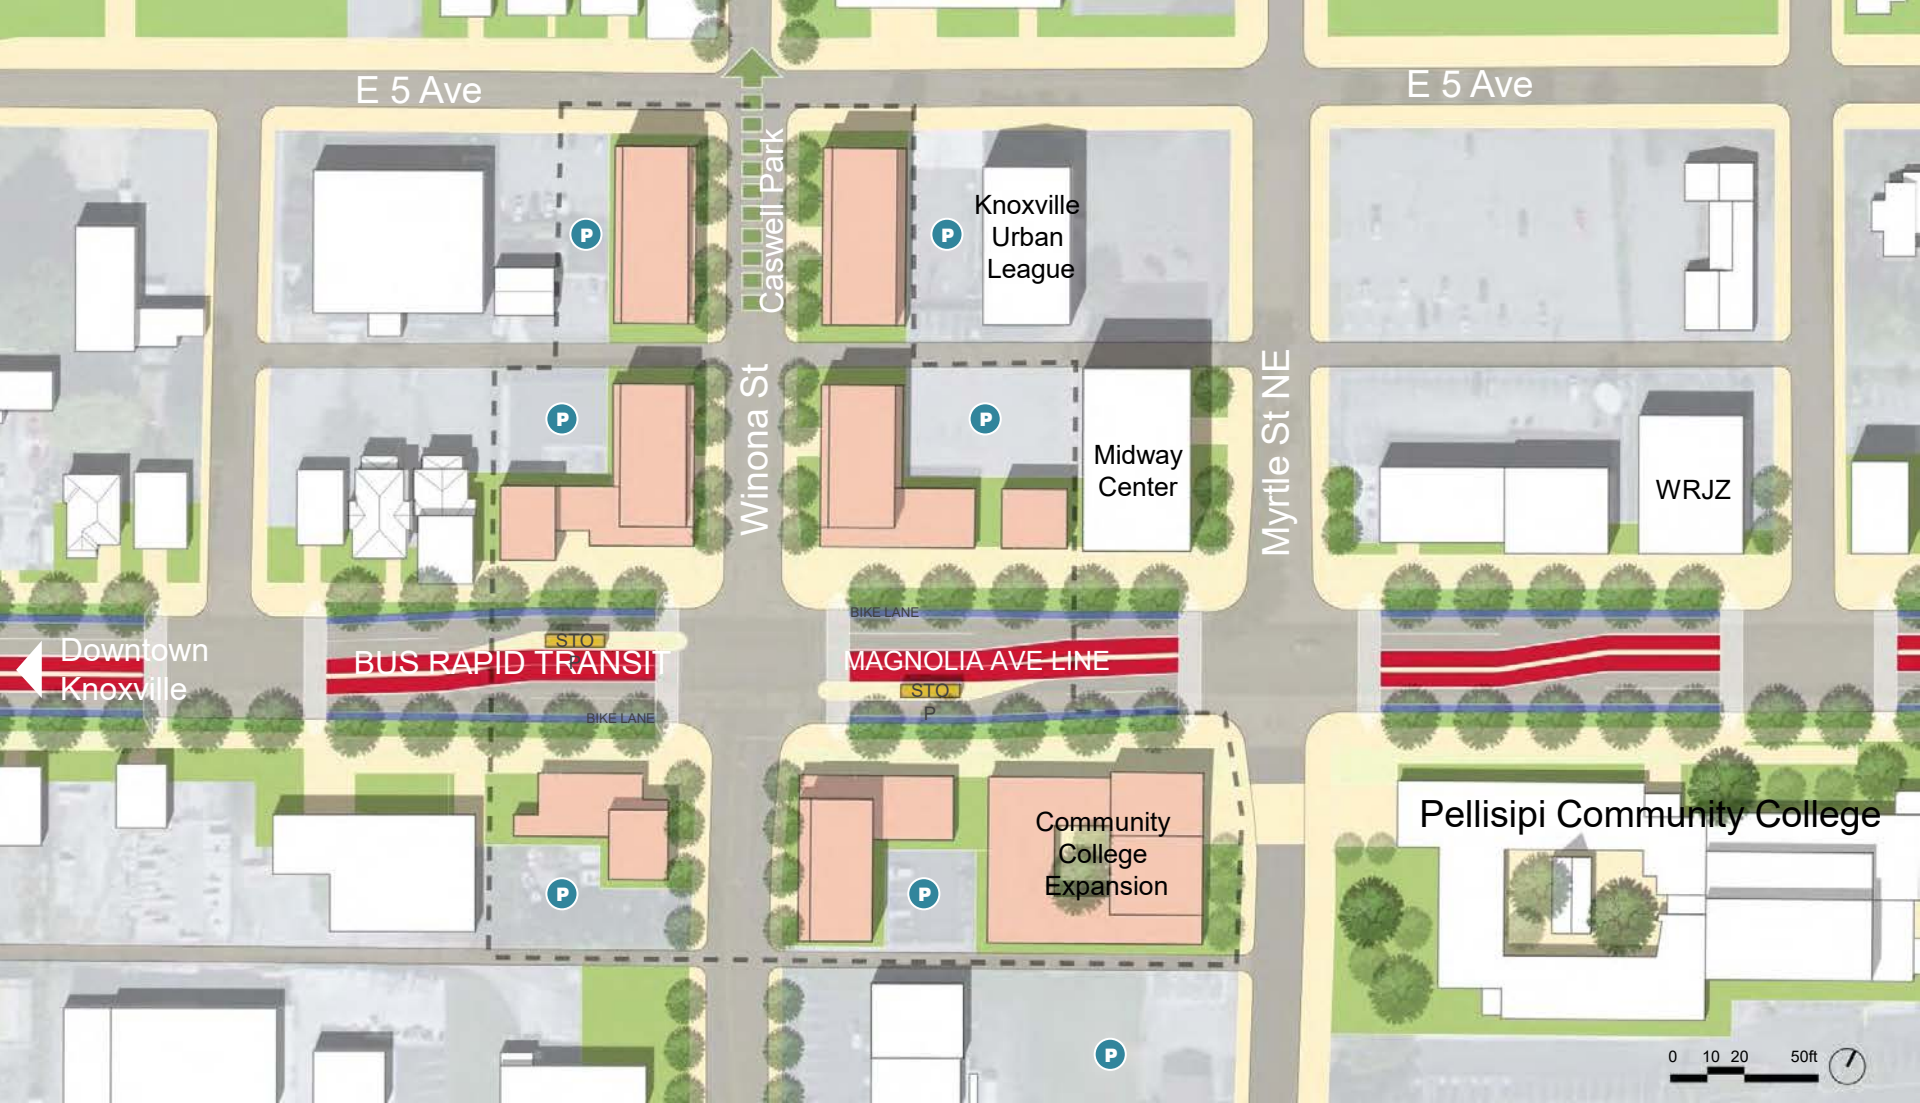 E 5 Ave
E 5 Ave
Caswell Park
P
P
Knoxville
Urban
League
P
P
Winona St
Myrtle St NE
Midway
Center
WRJZ
BIKE LANE
STO
P
STO
P
Downtown
Knoxville
BUS RAPID TRANSIT
MAGNOLIA AVE LINE
BIKE LANE
Community
College
Expansion
Pellisipi Community College
P
P
P
0 10 20 50ft